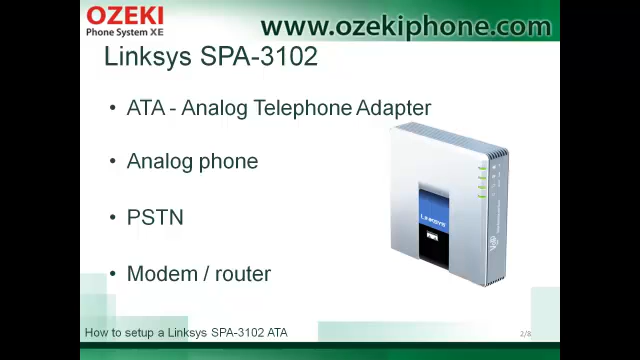 OZEKI
Phone System XE
www.ozekiphone.com
Linksys SPA-3102
• ATA - Analog Telephone Adapter
• Analog phone
• PSTN
• Modem / router
LINKSYS
How to setup a Linksys SPA-3102 ATA
2/8